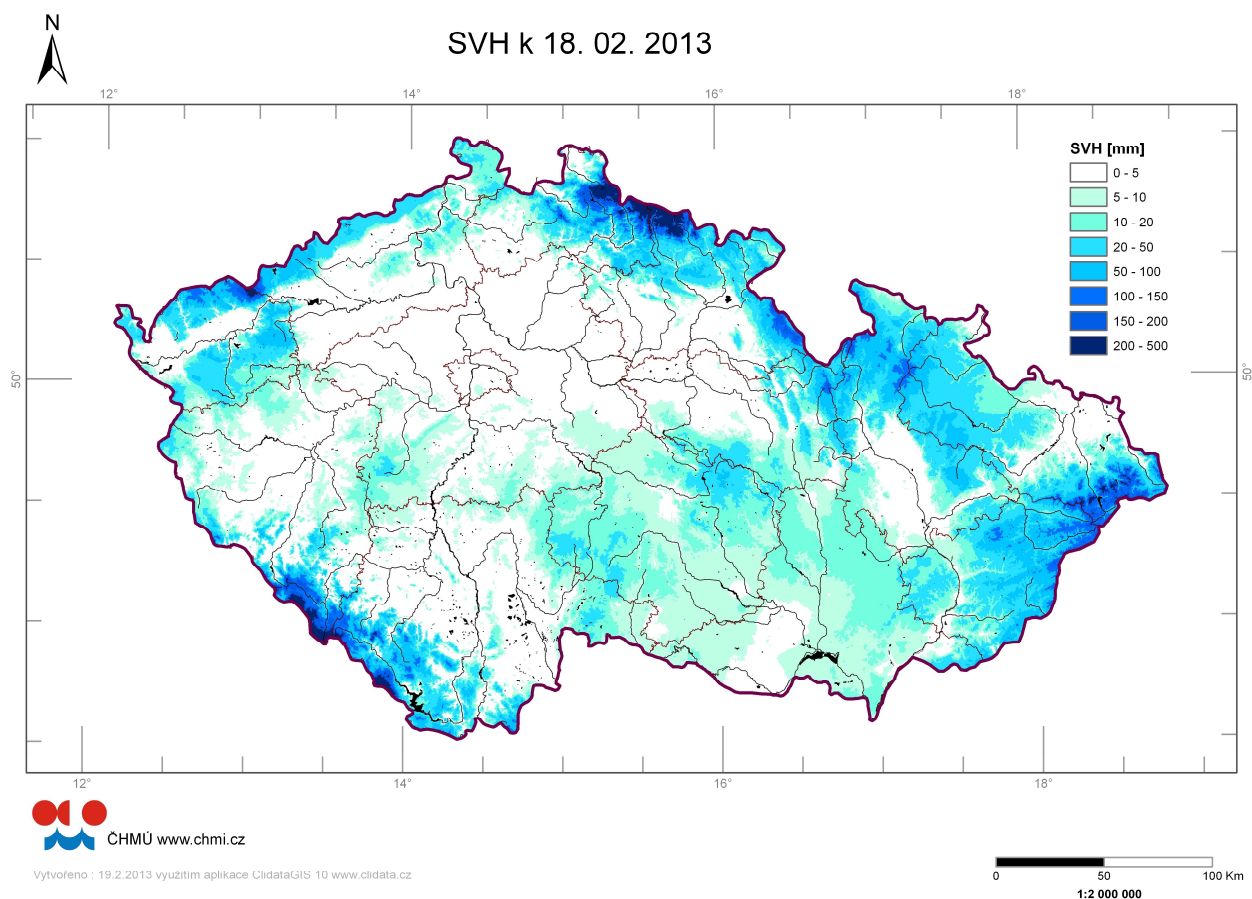 N
SVH k 18. 02. 2013
12° 14° 16° 18°
SVH [mm]
0 - 5
5 - 10
10 - 20
20 - 50
50 - 100
100 - 150
150 - 200
200 - 500
50° 50°
12° 14° 16° 18°
ČHMÚ www.chmi.cz
Vytvořeno : 19.2.2013 využitím aplikace ClidataGIS 10 www.clidata.cz
0 50 100 Km
1:2 000 000